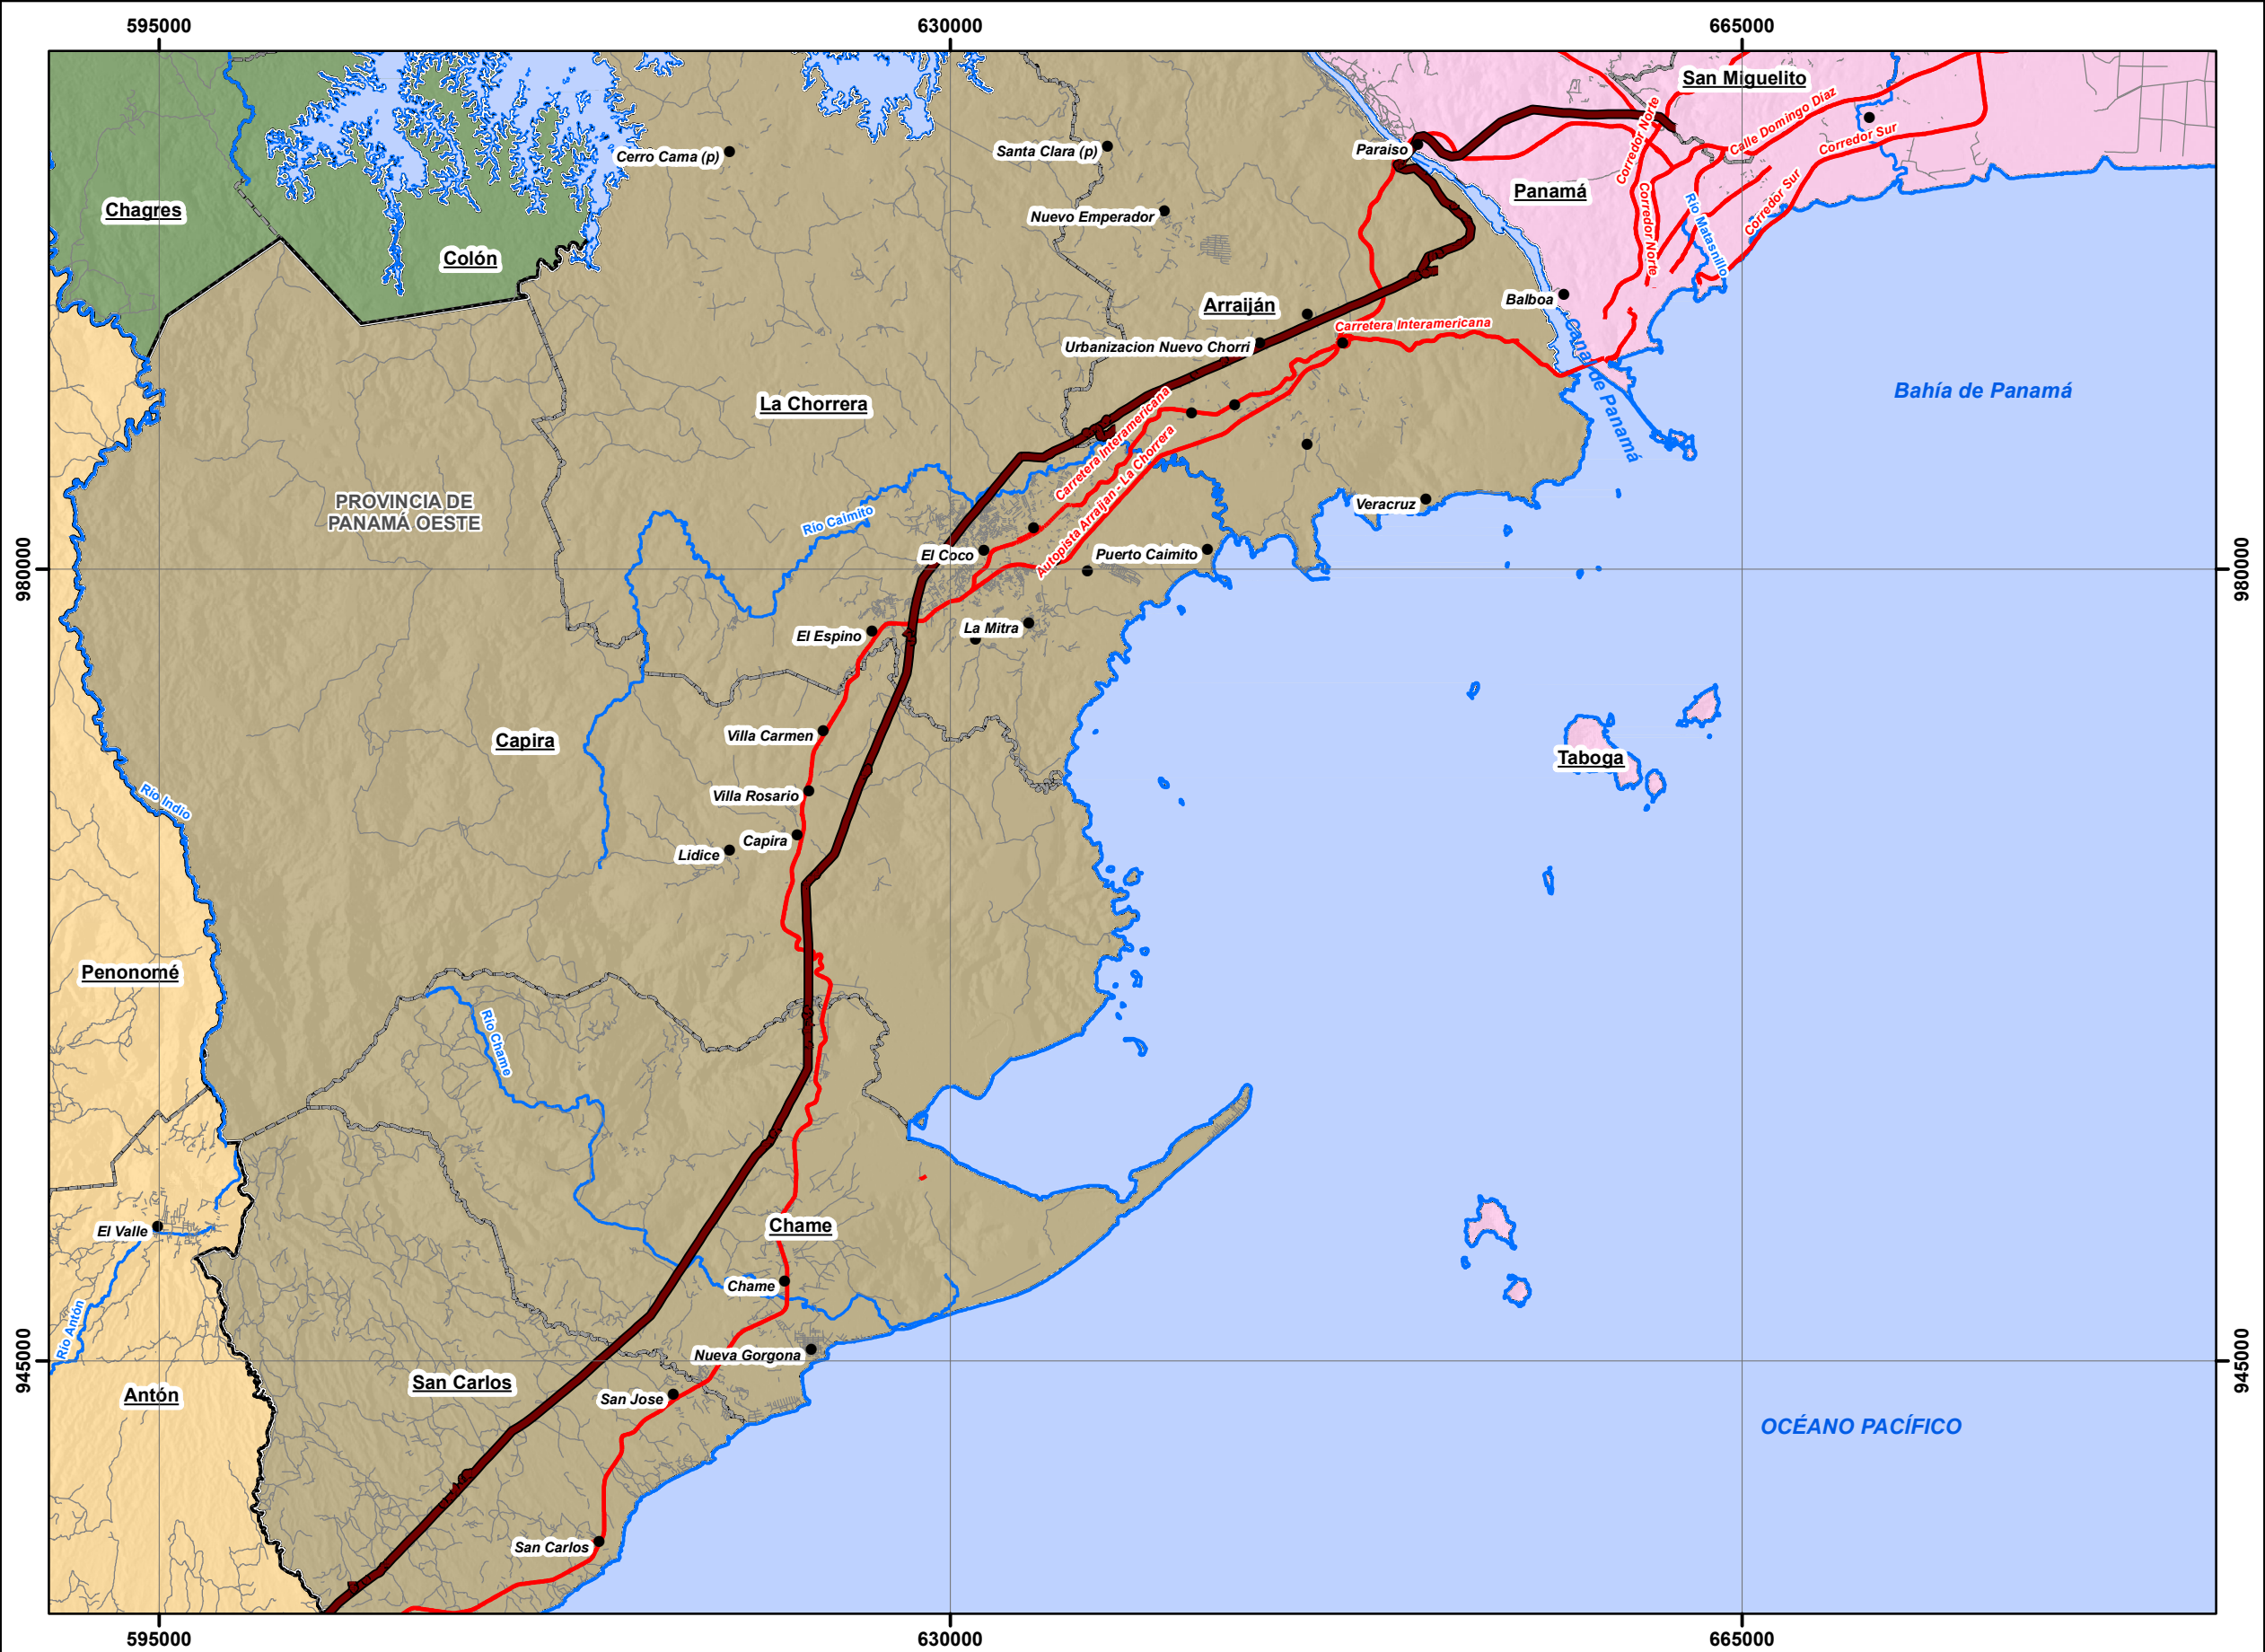 595000
630000
665000
San Miguelito
Corredor Norte
Calle Domingo Díaz
Corredor Sur
Cerro Cama (p)
Santa Clara (p)
Paraiso
Panamá
Chagres
Nuevo Emperador
Corredor Norte
Río Matasnillo
Corredor Sur
Colón
Arraiján
Balboa
Carretera Interamericana
Urbanizacion Nuevo Chorri
Canal de Panamá
Bahía de Panamá
La Chorrera
Carretera Interamericana
Autopista Arraijan - La Chorrera
PROVINCIA DE
PANAMÁ OESTE
Río Caimito
Veracruz
El Coco
Puerto Caimito
980000
980000
El Espino
La Mitra
Villa Carmen
Capira
Taboga
Villa Rosario
Río Indio
Capira
Lidice
Penonomé
Río Chame
El Valle
Chame
Chame
Río Antón
Nueva Gorgona
945000
945000
San Carlos
Antón
San Jose
OCÉANO PACÍFICO
San Carlos
595000
630000
665000